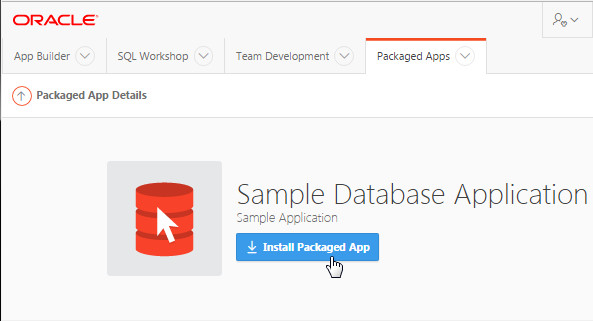 ORACLE
App Builder SQL Workshop Team Development Packaged Apps
Packaged App Details
Sample Database Application
Sample Application
Install Packaged App